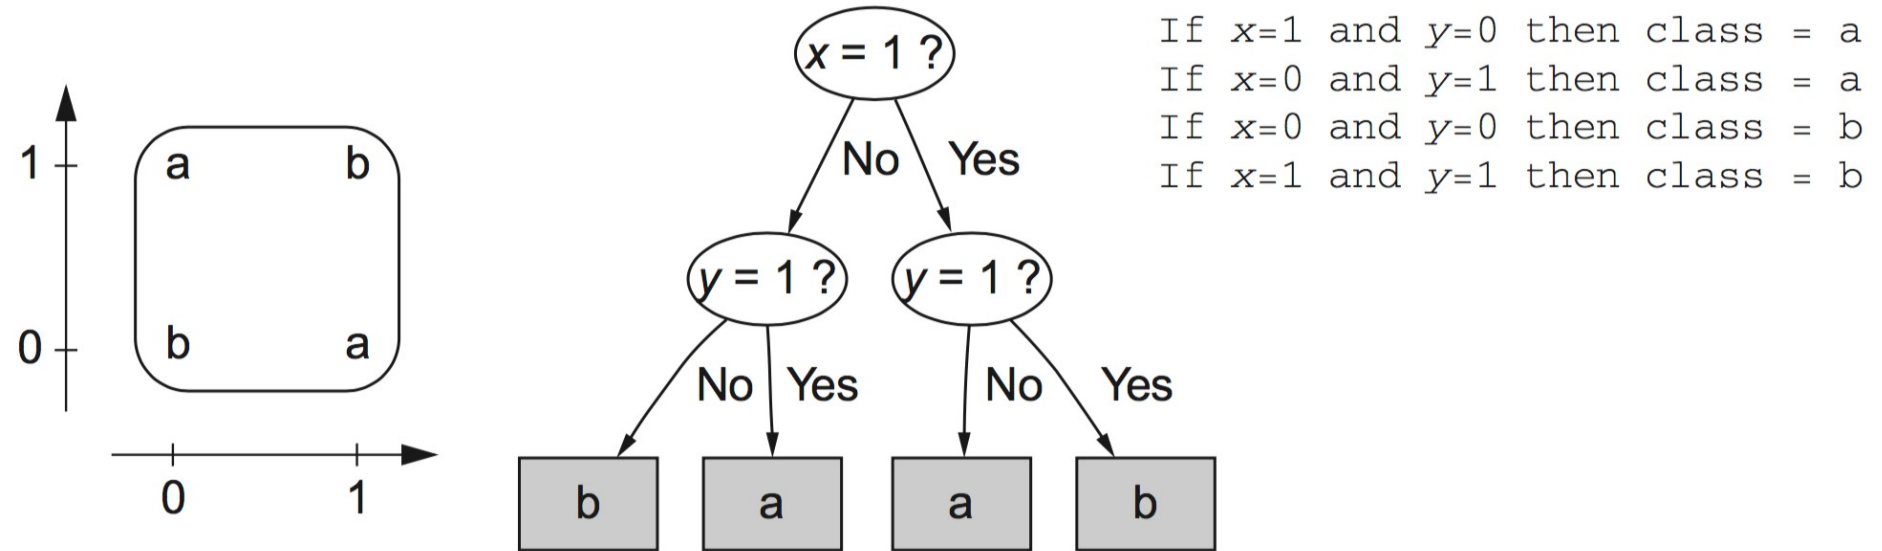 1
0
a b
b a
0 1
x = 1 ?
No Yes
y = 1 ? y = 1 ?
No Yes No Yes
b a a b
If x=1 and y=0 then class = a
If x=0 and y=1 then class = a
If x=0 and y=0 then class = b
If x=1 and y=1 then class = b